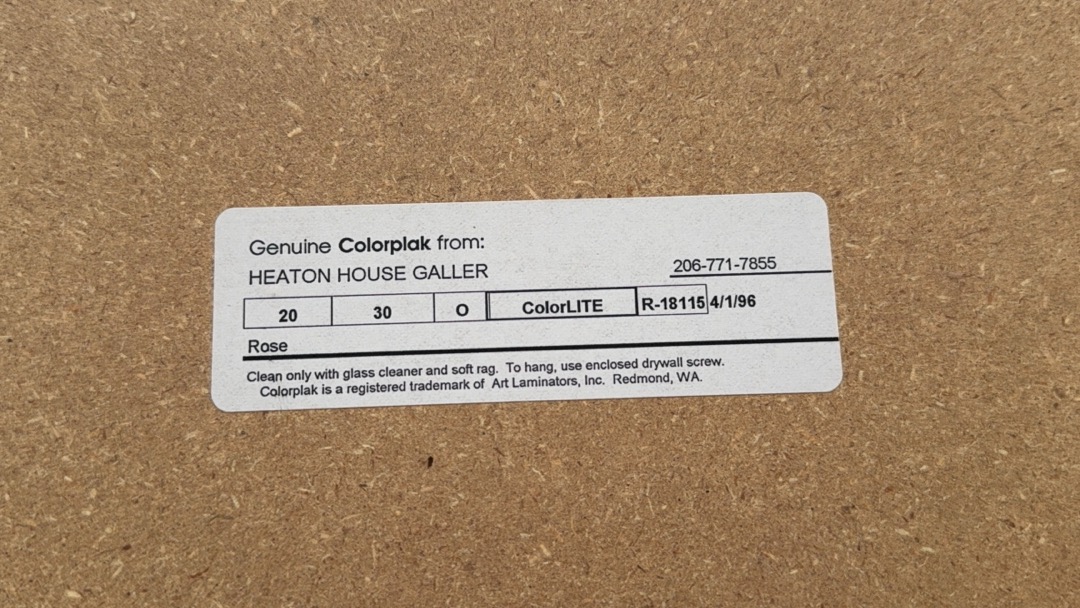 Genuine Colorplak from:
HEATON HOUSE GALLER 206-771-7855
20 30 O ColorLITE R-18115 4/1/96
Rose
Clean only with glass cleaner and soft rag. To hang, use enclosed drywall screw.
Colorplak is a registered trademark of Art Laminators, Inc. Redmond, WA.